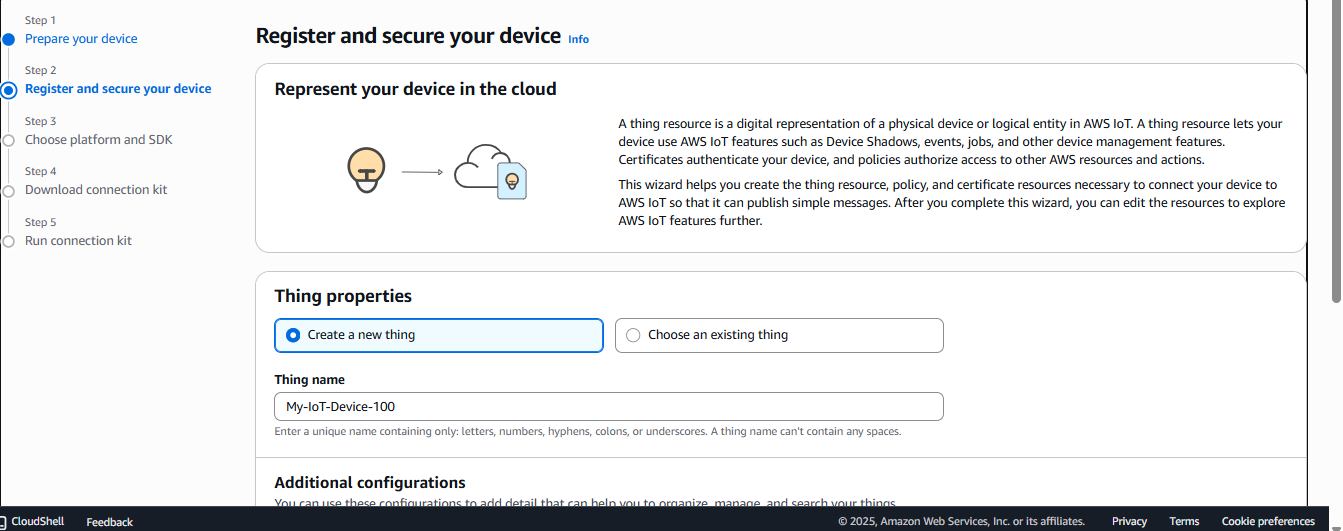 Step 1
Prepare your device
Step 2
Register and secure your device
Step 3
Choose platform and SDK
Step 4
Download connection kit
Step 5
Run connection kit
Register and secure your device Info
Represent your device in the cloud
A thing resource is a digital representation of a physical device or logical entity in AWS IoT. A thing resource lets your
device use AWS IoT features such as Device Shadows, events, jobs, and other device management features.
Certificates authenticate your device, and policies authorize access to other AWS resources and actions.
This wizard helps you create the thing resource, policy, and certificate resources necessary to connect your device to
AWS IoT so that it can publish simple messages. After you complete this wizard, you can edit the resources to explore
AWS IoT features further.
Thing properties
Create a new thing
Choose an existing thing
Thing name
My-IoT-Device-100
Enter a unique name containing only: letters, numbers, hyphens, colons, or underscores. A thing name can't contain any spaces.
Additional configurations
You can use these configurations to add detail that can help you to organize, manage, and search your things.
CloudShell Feedback © 2025, Amazon Web Services, Inc. or its affiliates. Privacy Terms Cookie preferences